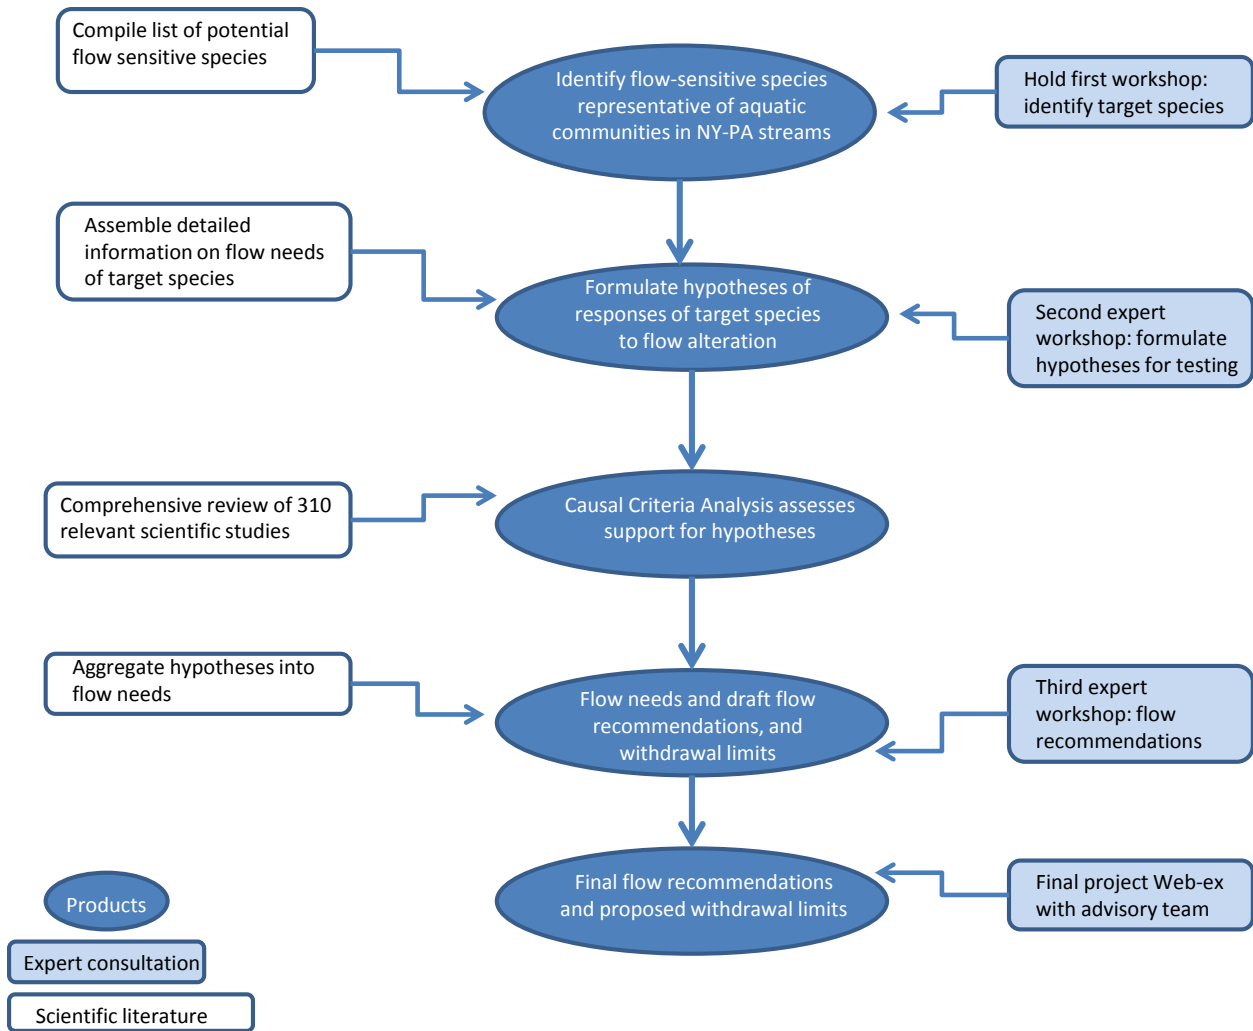 Compile list of potential
flow sensitive species
Identify flow-sensitive species
representative of aquatic
communities in NY-PA streams
Hold first workshop:
identify target species
Assemble detailed
information on flow needs
of target species
Formulate hypotheses of
responses of target species
to flow alteration
Second expert
workshop: formulate
hypotheses for testing
Comprehensive review of 310
relevant scientific studies
Causal Criteria Analysis assesses
support for hypotheses
Aggregate hypotheses into
flow needs
Flow needs and draft flow
recommendations, and
withdrawal limits
Third expert
workshop: flow
recommendations
Final flow recommendations
and proposed withdrawal limits
Final project Web-ex
with advisory team
Products
Expert consultation
Scientific literature